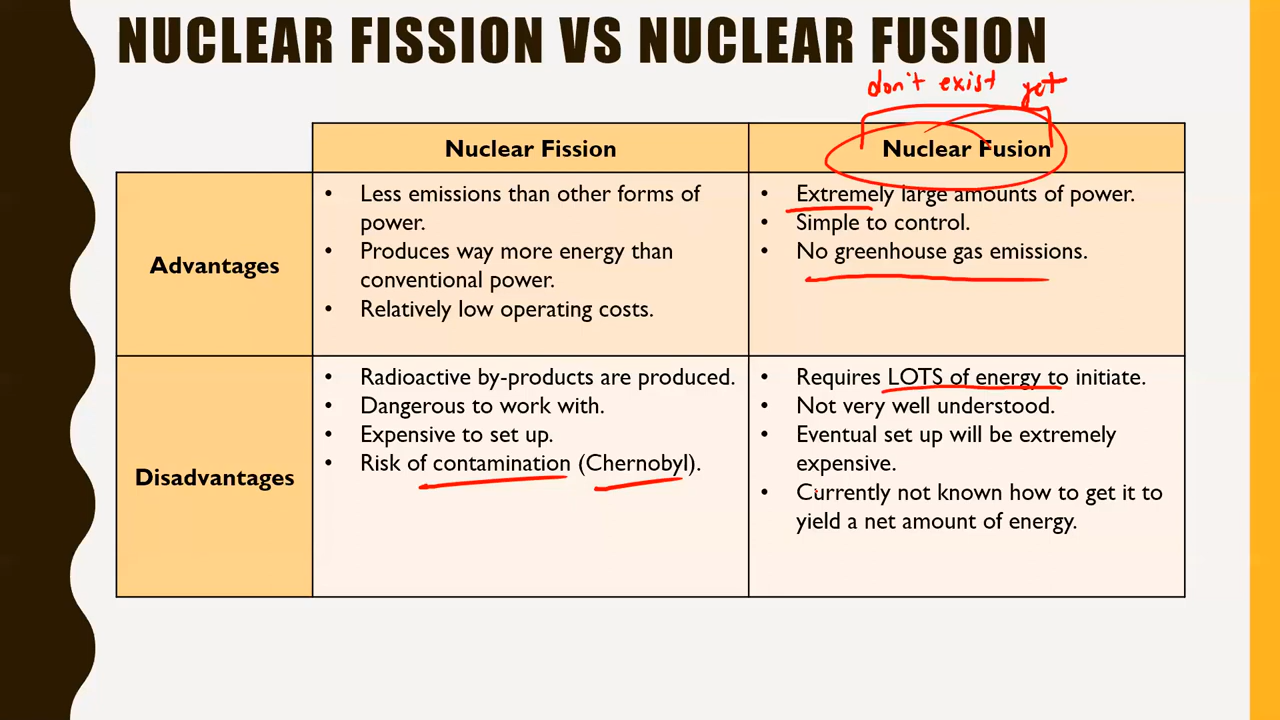 NUCLEAR FISSION VS NUCLEAR FUSION
don't exist yet
Nuclear Fission
Nuclear Fusion
Advantages
• Less emissions than other forms of
power.
• Produces way more energy than
conventional power.
• Relatively low operating costs.
• Extremely large amounts of power.
• Simple to control.
• No greenhouse gas emissions.
Disadvantages
• Radioactive by-products are produced.
• Dangerous to work with.
• Expensive to set up.
• Risk of contamination (Chernobyl).
• Requires LOTS of energy to initiate.
• Not very well understood.
• Eventual set up will be extremely
expensive.
• Currently not known how to get it to
yield a net amount of energy.